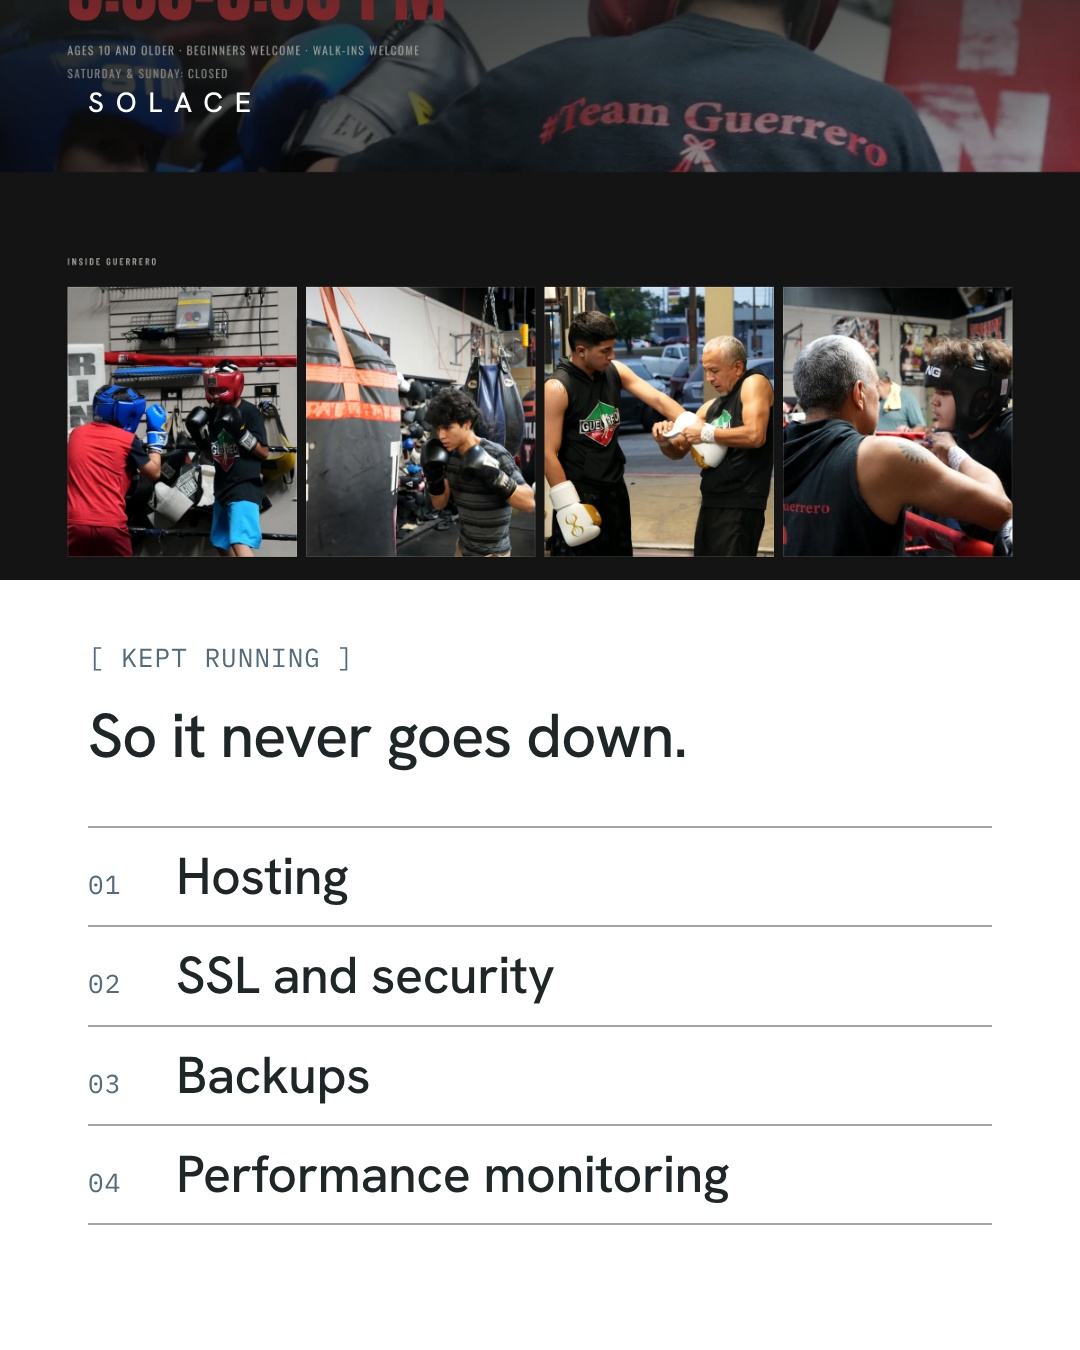 AGES 10 AND OLDER · BEGINNERS WELCOME · WALK-INS WELCOME
SATURDAY & SUNDAY: CLOSED
SOLACE
#Team Guerrero
INSIDE GUERRERO
[ KEPT RUNNING ]
So it never goes down.
01 Hosting
02 SSL and security
03 Backups
04 Performance monitoring